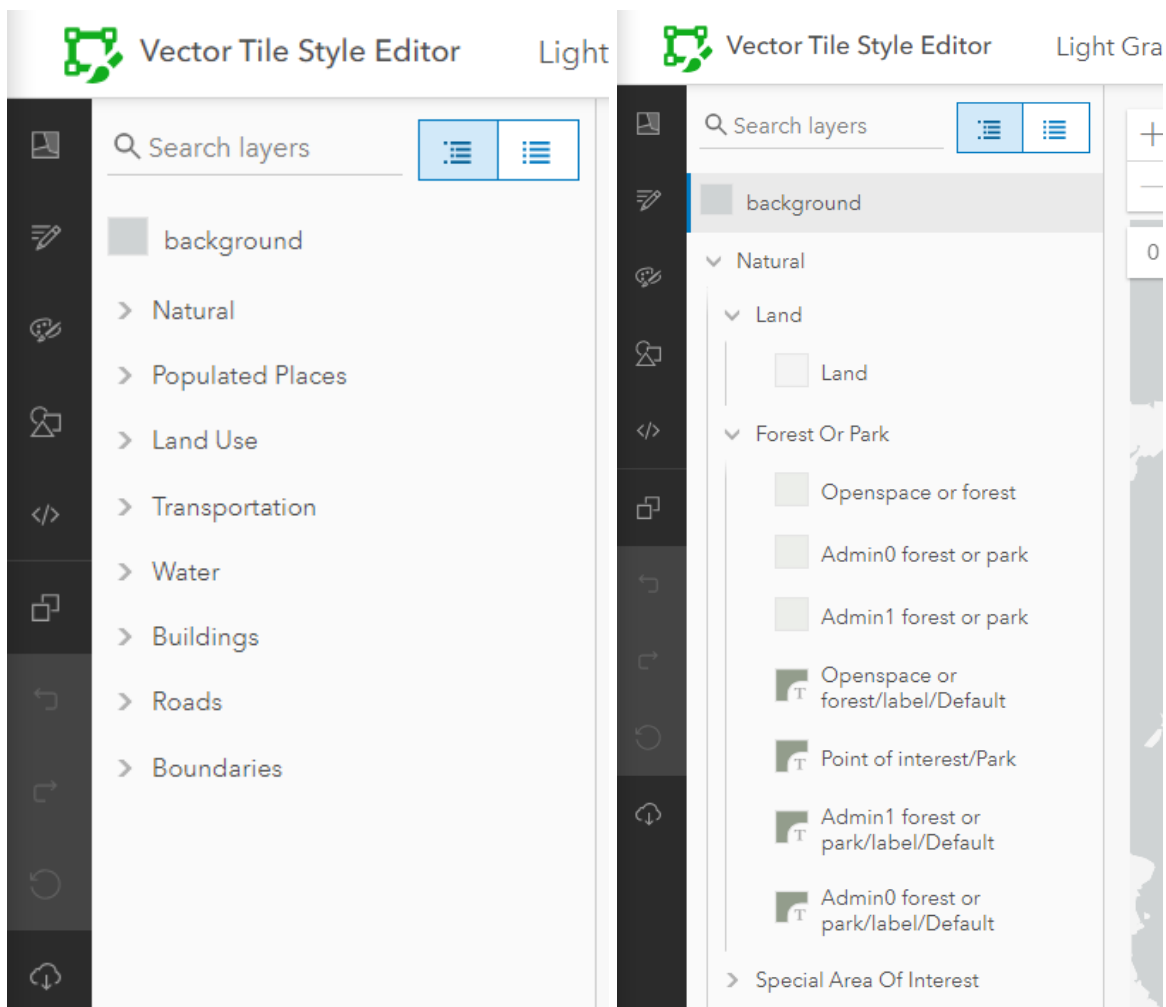 Vector Tile Style Editor
Light
Search layers
background
Natural
Populated Places
Land Use
Transportation
Water
Buildings
Roads
Boundaries
Vector Tile Style Editor
Light Gra
Search layers
background
Natural
Land
Land
Forest Or Park
Openspace or forest
Admin0 forest or park
Admin1 forest or park
Openspace or
forest/label/Default
Point of interest/Park
Admin1 forest or
park/label/Default
Admin0 forest or
park/label/Default
Special Area Of Interest
0